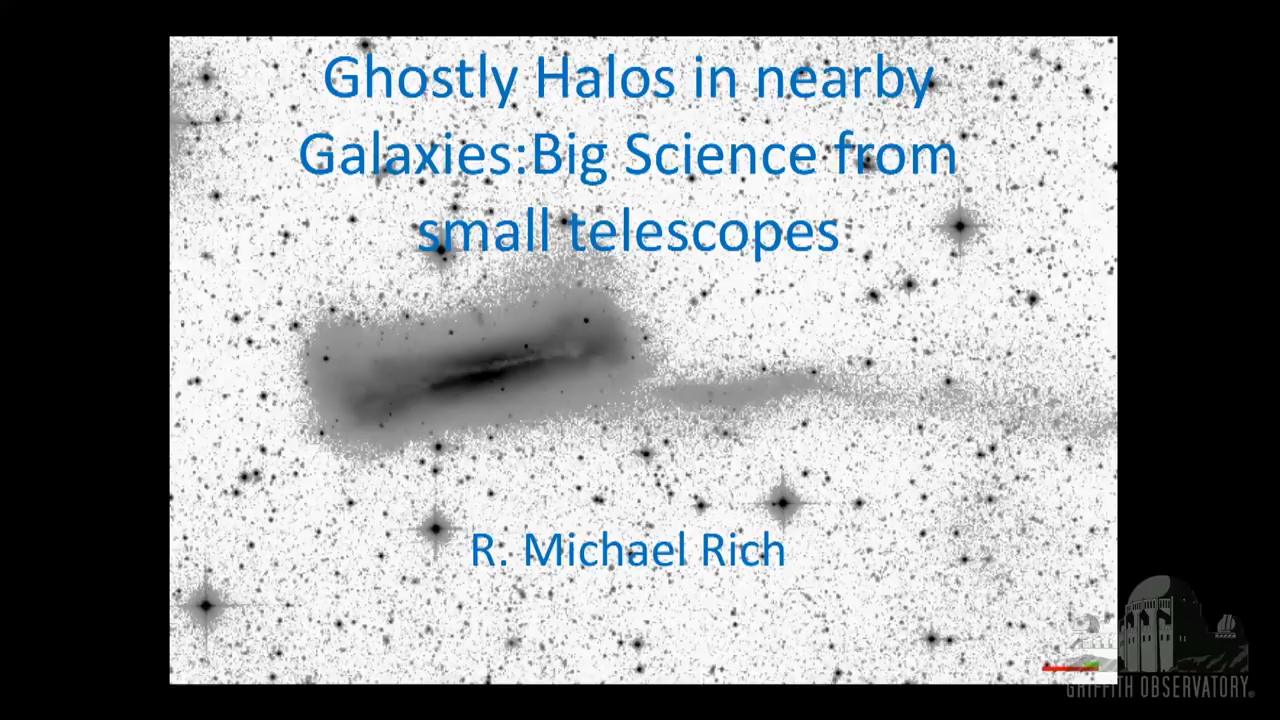 Ghostly Halos in nearby
Galaxies:Big Science from
small telescopes
R. Michael Rich
GRIFFITH OBSERVATORY®